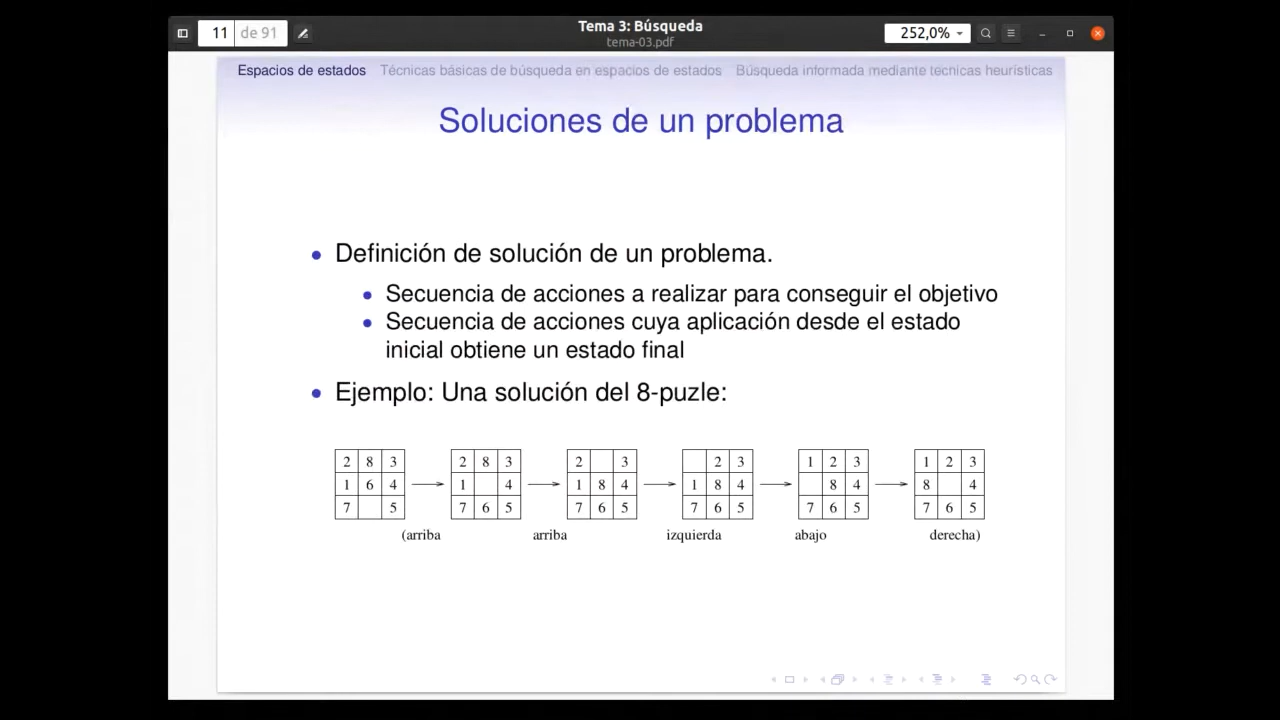 11 de 91
Tema 3: Búsqueda
tema-03.pdf
252,0%
Espacios de estados Técnicas básicas de búsqueda en espacios de estados Búsqueda informada mediante técnicas heurísticas
Soluciones de un problema
Definición de solución de un problema.
Secuencia de acciones a realizar para conseguir el objetivo
Secuencia de acciones cuya aplicación desde el estado
inicial obtiene un estado final
Ejemplo: Una solución del 8-puzle:
2 8 3 2 8 3 2 3 2 3 1 2 3 1 2 3
1 6 4 1 4 1 8 4 1 8 4 8 4 8 4
7 5 7 6 5 7 6 5 7 6 5 7 6 5 7 6 5
(arriba arriba izquierda abajo derecha)